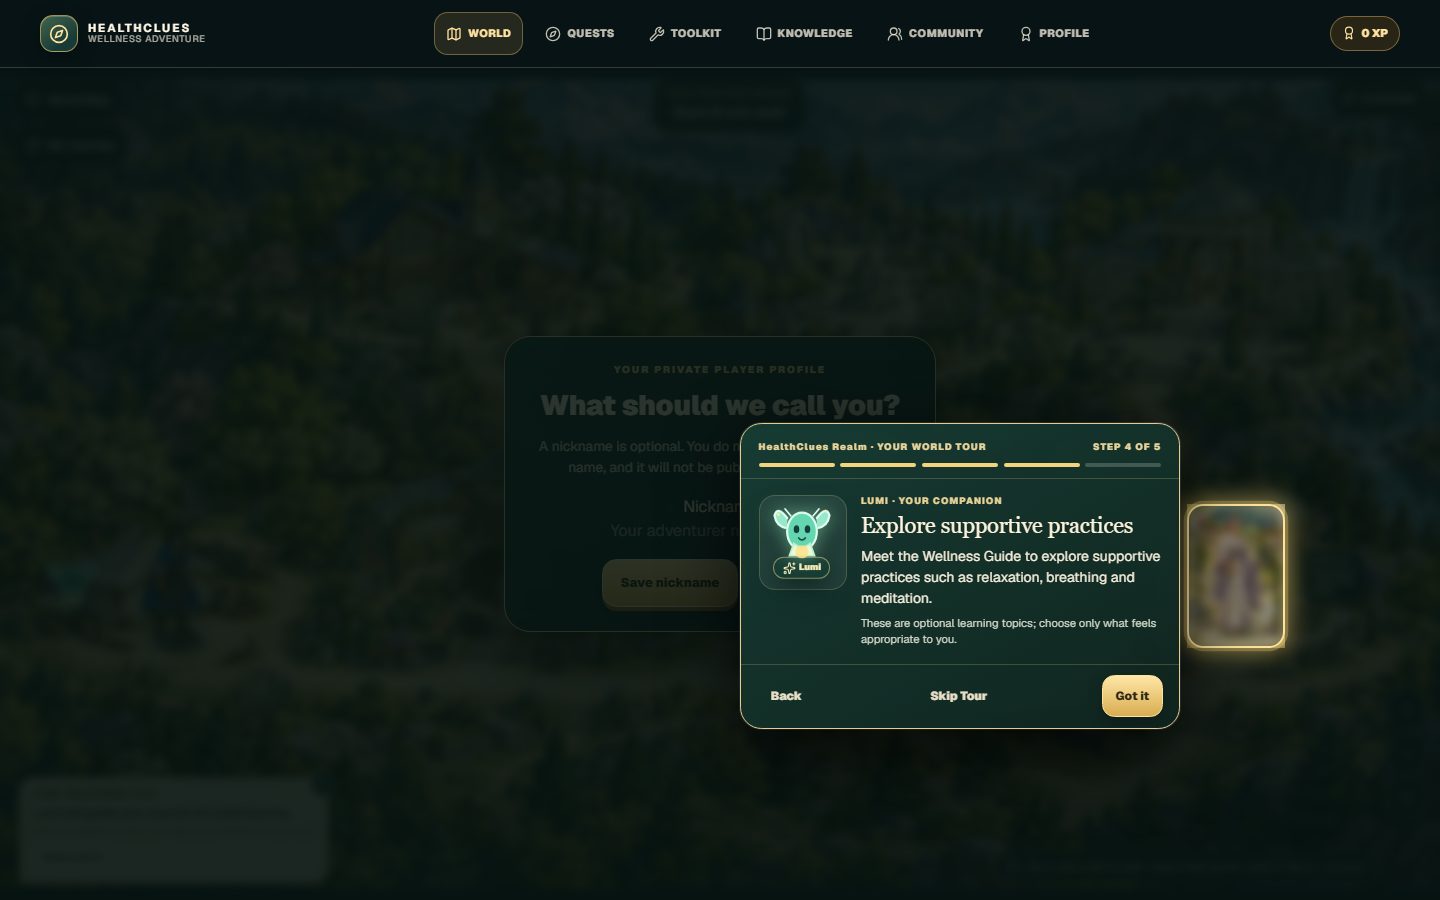 HEALTHCLUES
WELLNESS ADVENTURE
WORLD
QUESTS
TOOLKIT
KNOWLEDGE
COMMUNITY
PROFILE
0 XP
YOUR PRIVATE PLAYER PROFILE
What should we call you?
A nickname is optional. You do
name, and it will not be
Your adventurer
Save nickname
HealthClues Realm · YOUR WORLD TOUR
STEP 4 OF 5
LUMI · YOUR COMPANION
Explore supportive practices
Meet the Wellness Guide to explore supportive
practices such as relaxation, breathing and
meditation.
These are optional learning topics; choose only what feels
appropriate to you.
Lumi
Back
Skip Tour
Got it